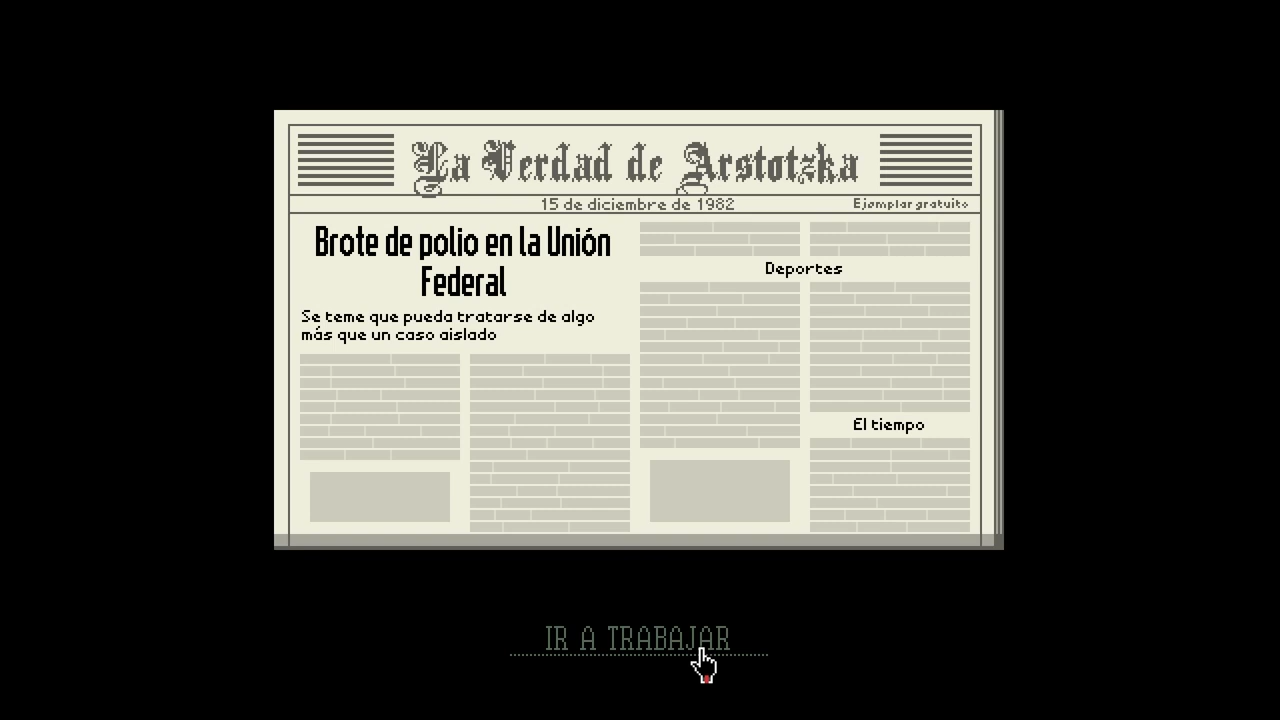 La Verdad de Arstotzka
15 de diciembre de 1982
Ejemplar gratuito
Brote de polio en la Unión
Federal
Se teme que pueda tratarse de algo
más que un caso aislado
Deportes
El tiempo
IR A TRABAJAR